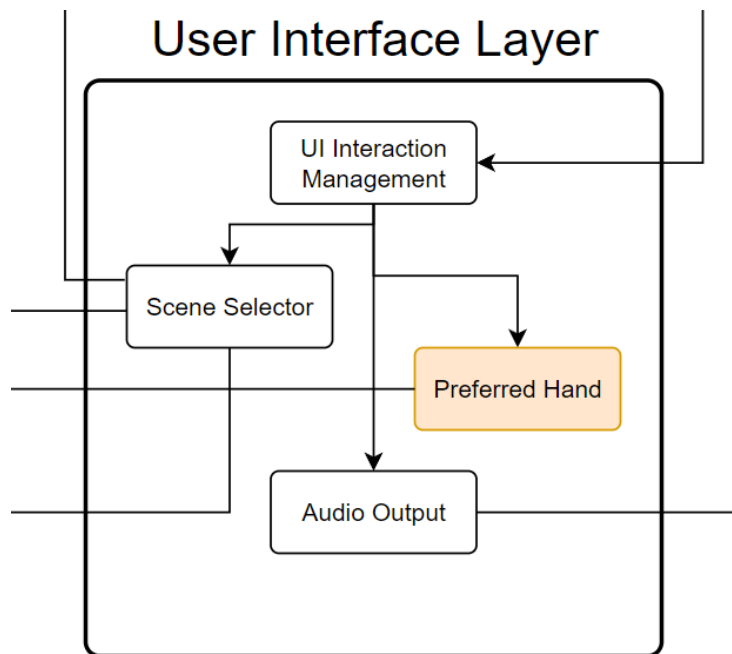 User Interface Layer
UI Interaction
Management
Scene Selector
Preferred Hand
Audio Output